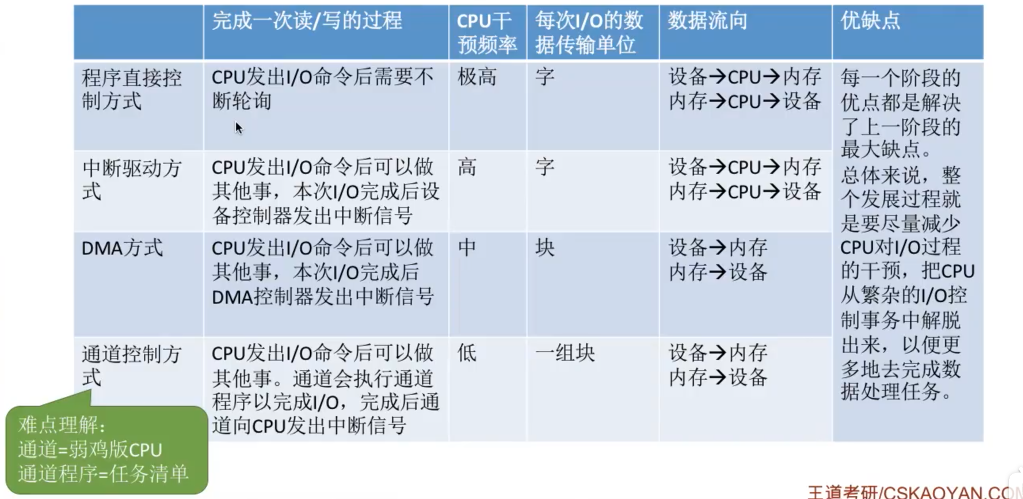 完成一次读/写的过程
CPU干
预频率
每次I/O的数
据传输单位
数据流向
优缺点
程序直接控
制方式
CPU发出I/O命令后需要不
断轮询
极高
字
设备→CPU→内存
内存→CPU→设备
每一个阶段的
优点都是解决
了上一阶段的
最大缺点。
总体来说，整
个发展过程就
是要尽量减少
CPU对I/O过程
的干预，把CPU
从繁杂的I/O控
制事务中解脱
出来，以便更
多地去完成数
据处理任务。
中断驱动方
式
CPU发出I/O命令后可以做
其他事，本次I/O完成后设
备控制器发出中断信号
高
字
设备→CPU→内存
内存→CPU→设备
DMA方式
CPU发出I/O命令后可以做
其他事，本次I/O完成后
DMA控制器发出中断信号
中
块
设备→内存
内存→设备
通道控制方
式
CPU发出I/O命令后可以做
其他事。通道会执行通道
程序以完成I/O，完成后通
道向CPU发出中断信号
低
一组块
设备→内存
内存→设备
难点理解：
通道=弱鸡版CPU
通道程序=任务清单
王道考研/CSKAOYAN.COM